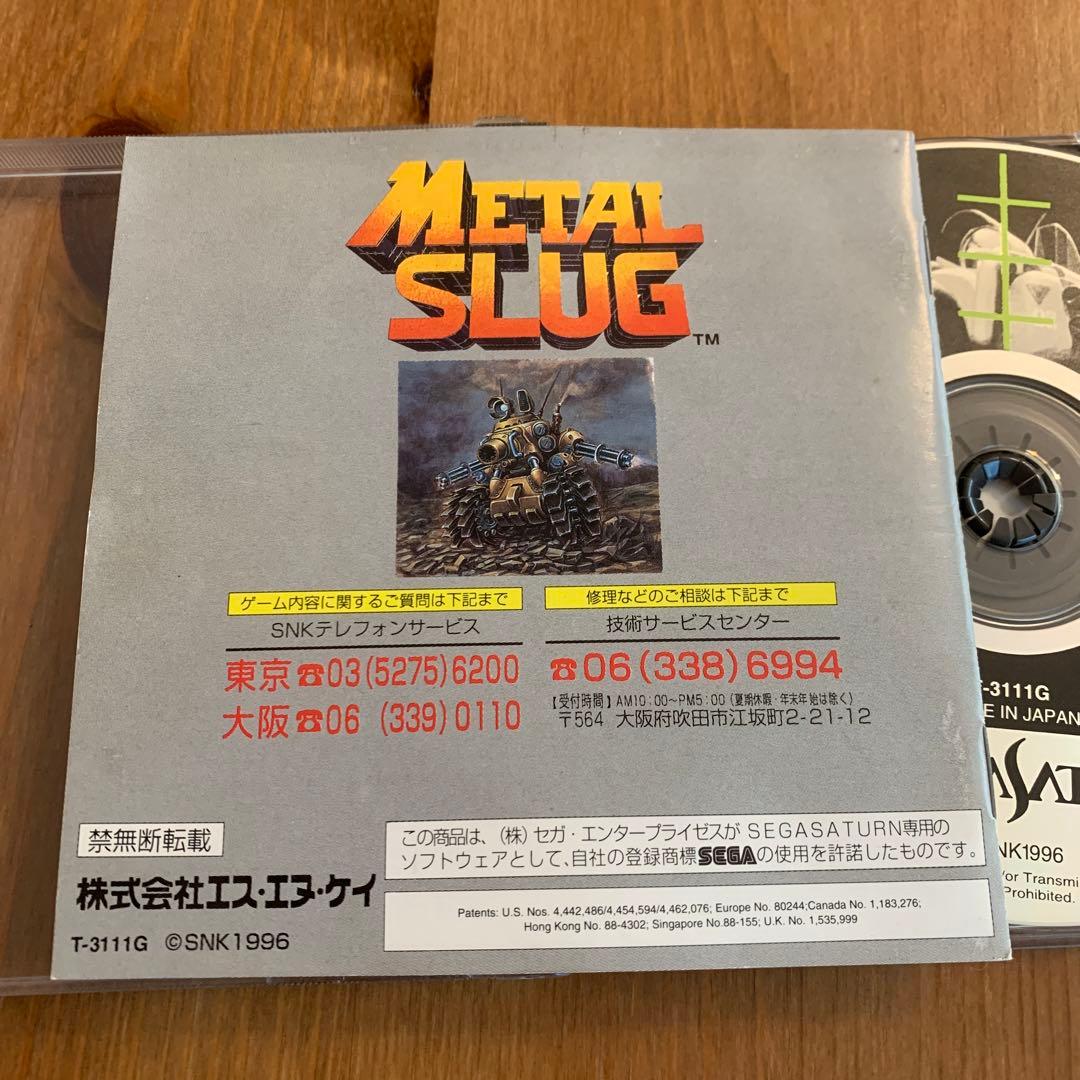 METAL
SLUG
TM
ゲーム内容に関するご質問は下記まで
SNKテレフォンサービス
東京☎03(5275)6200
大阪☎06 (339)0110
修理などのご相談は下記まで
技術サービスセンター
☎06(338)6994
【受付時間】AM10:00~PM5:00(夏期休暇・年末年始は除く)
〒564 大阪府吹田市江坂町2-21-12
禁無断転載
株式会社エス・エヌ・ケイ
T-3111G ©SNK1996
この商品は、(株)セガ・エンタープライゼスがSEGASATURN専用の
ソフトウェアとして、自社の登録商標SEGAの使用を許諾したものです。
Patents: U.S. Nos. 4,442,486/4,454,594/4,462,076; Europe No. 80244;Canada No. 1,183,276;
Hong Kong No. 88-4302; Singapore No.88-155; U.K. No. 1,535,999
-3111G
E IN JAPAN
NK1996
/or Transmi
Prohibited.